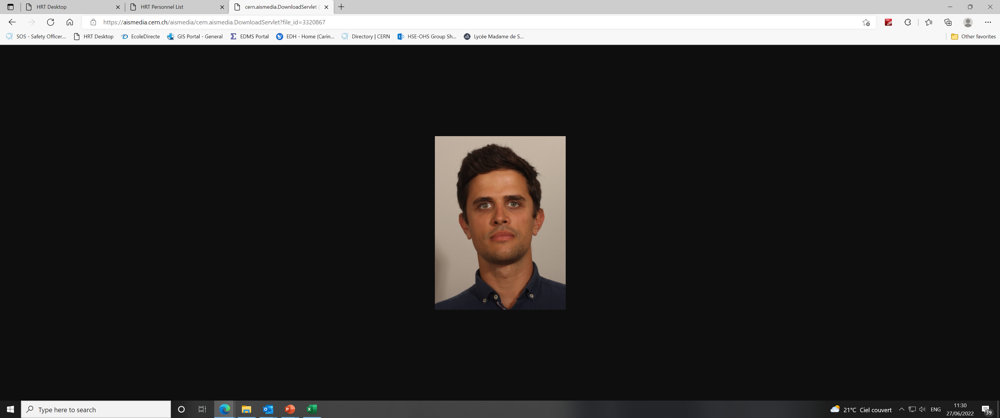 HRT Desktop
HRT Personnel List
cern.aismedia.DownloadServlet (
https://aismedia.cern.ch/aismedia/cern.aismedia.DownloadServlet?file_id=3320867
SOS - Safety Officer... HRT Desktop EcoleDirecte GIS Portal - General EDMS Portal EDH - Home (Carin... Directory | CERN HSE-OHS Group Sh... Lycée Madame de S... Other favorites
Type here to search
21°C Ciel couvert
ENG
11:30
27/06/2022
39